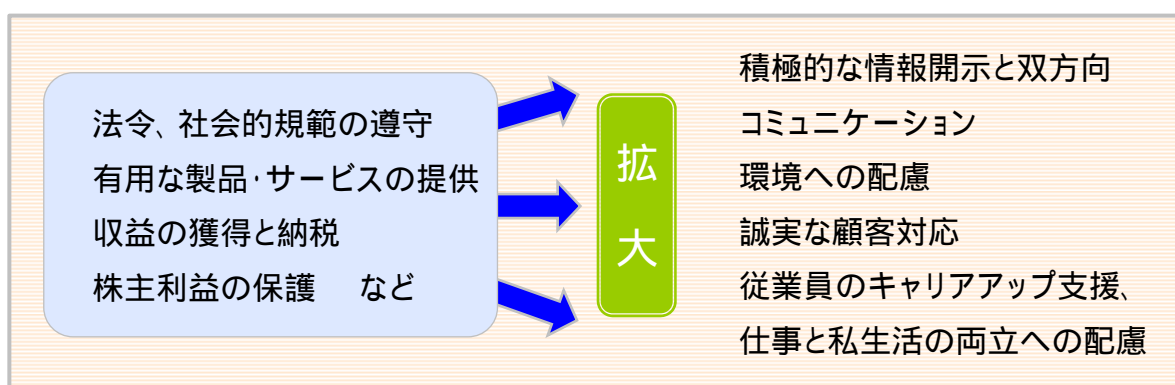 法令、社会的規範の遵守
有用な製品・サービスの提供
収益の獲得と納税
株主利益の保護　など
拡
大
積極的な情報開示と双方向
コミュニケーション
環境への配慮
誠実な顧客対応
従業員のキャリアアップ支援、
仕事と私生活の両立への配慮